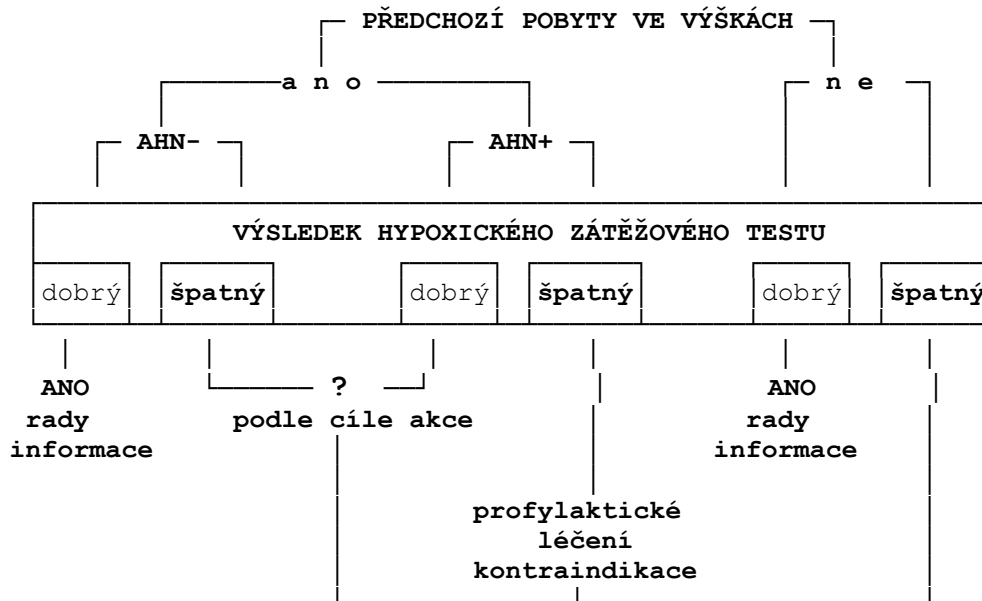 PŘEDCHOZÍ POBYTY VE VÝŠKÁCH
a n o n e
AHN- AHN+
VÝSLEDEK HYPOXICKÉHO ZÁTĚŽOVÉHO TESTU
dobrý špatný dobrý špatný dobrý špatný
ANO ? ANO
rady podle cíle akce rady
informace informace
profylaktické
léčení
kontraindikace